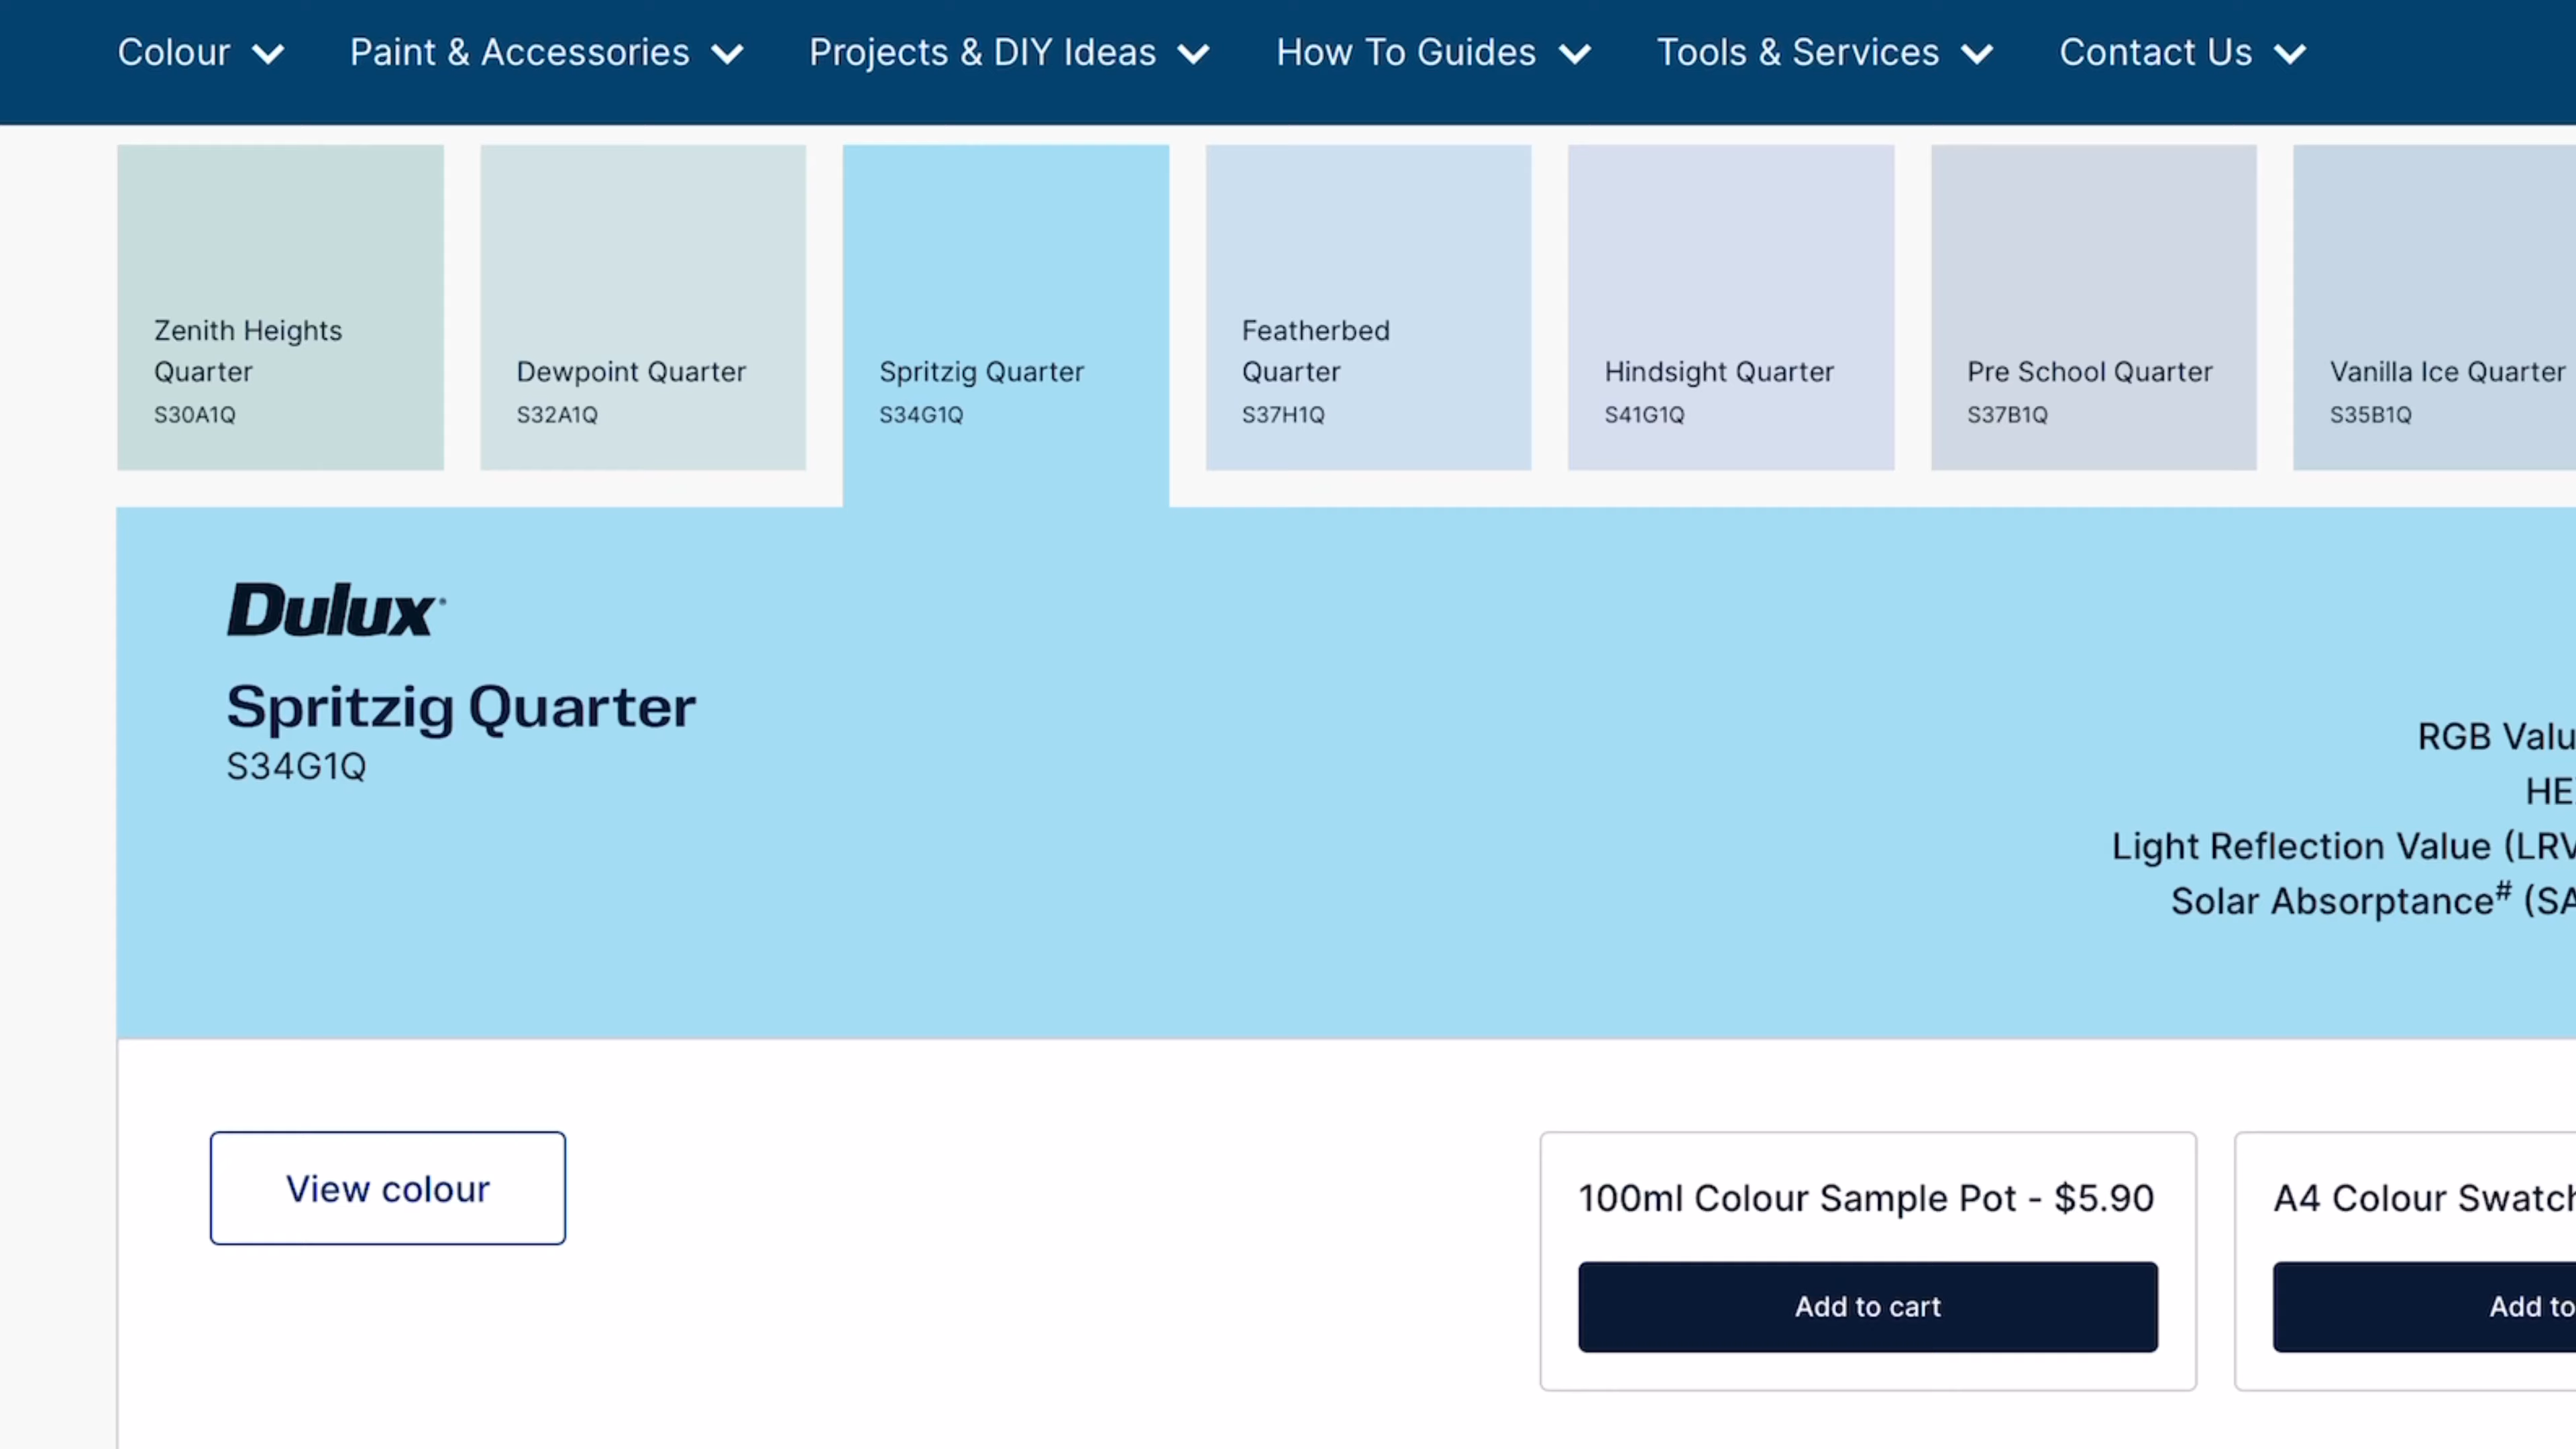 Colour
Paint & Accessories
Projects & DIY Ideas
How To Guides
Tools & Services
Contact Us
Zenith Heights
Quarter
S30A1Q
Dewpoint Quarter
S32A1Q
Spritzig Quarter
S34G1Q
Featherbed
Quarter
S37H1Q
Hindsight Quarter
S41G1Q
Pre School Quarter
S37B1Q
Vanilla Ice Quarter
S35B1Q
Dulux
Spritzig Quarter
S34G1Q
RGB Valu
HE
Light Reflection Value (LRV
Solar Absorptance# (SA
View colour
100ml Colour Sample Pot - $5.90
Add to cart
A4 Colour Swatch
Add to